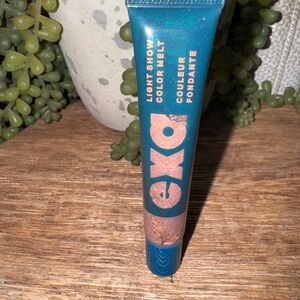 LIGHT SHOW
COLOR MELT
COULEUR
FONDANTE
exa